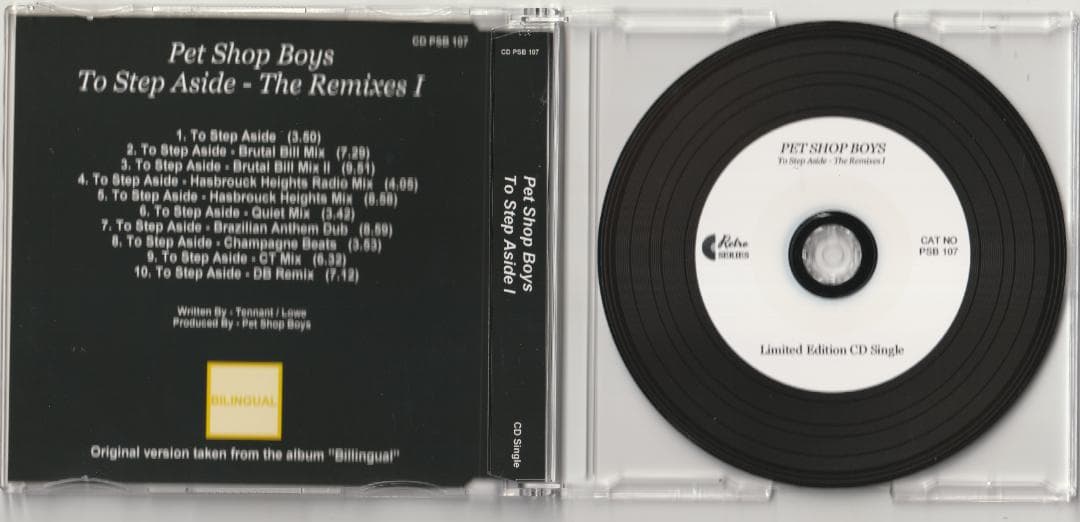 CD PSB 107
Pet Shop Boys
To Step Aside - The Remixes I
1. To Step Aside (3.50)
2. To Step Aside - Brutal Bill Mix (7.29)
3. To Step Aside - Brutal Bill Mix II (9.51)
4. To Step Aside - Hasbrouck Heights Radio Mix (4.05)
5. To Step Aside - Hasbrouck Heights Mix (8.58)
6. To Step Aside - Quiet Mix (3.42)
7. To Step Aside - Brazilian Anthem Dub (8.59)
8. To Step Aside - Champagne Beats (3.53)
9. To Step Aside - CT Mix (6.32)
10. To Step Aside - DB Remix (7.12)
Written By - Tennant / Lowe
Produced By - Pet Shop Boys
BILINGUAL
Original version taken from the album "Billingual"
CD PSB 107
Pet Shop Boys
To Step Aside I
CD Single
PET SHOP BOYS
To Step Aside - The Remixes I
Retro
SERIES
CAT NO
PSB 107
Limited Edition CD Single